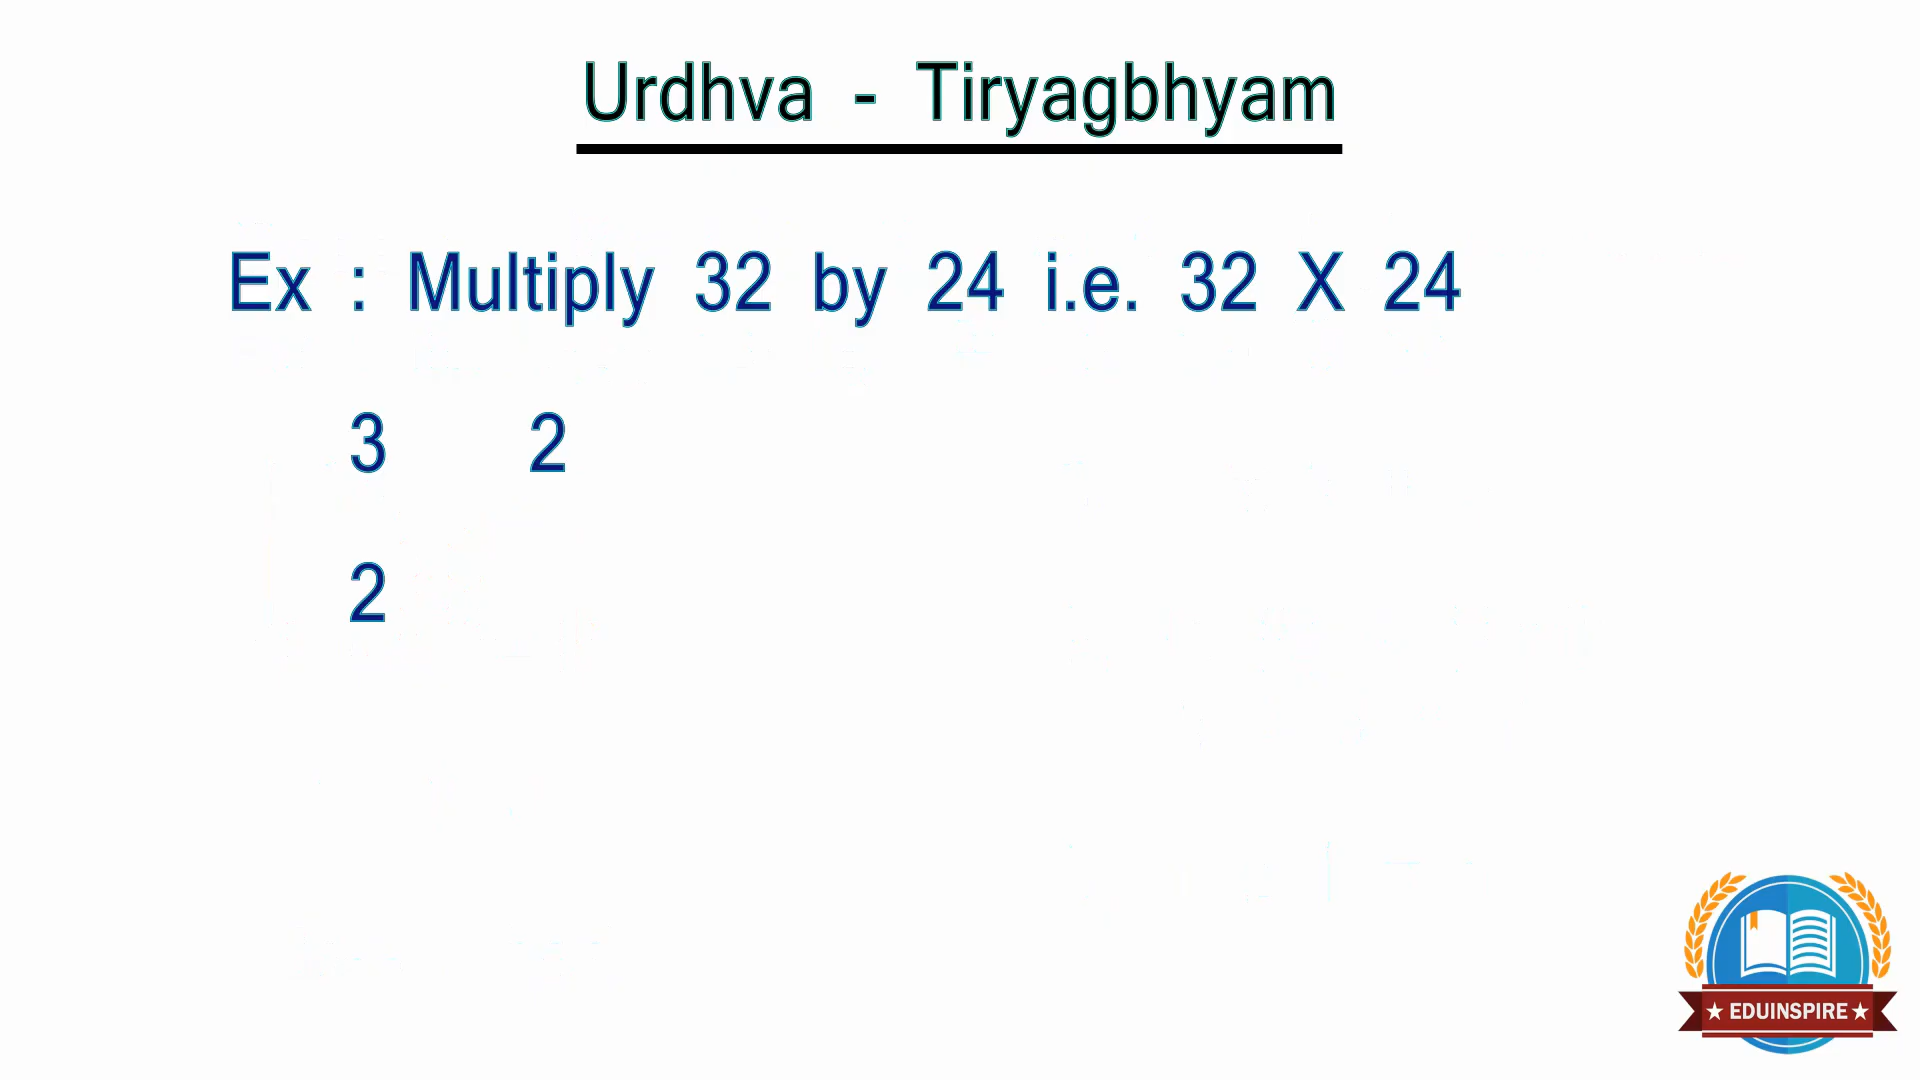 Urdhva - Tiryagbhyam
Ex : Multiply 32 by 24 i.e. 32 X 24
3 2
2
★ EDUINSPIRE ★